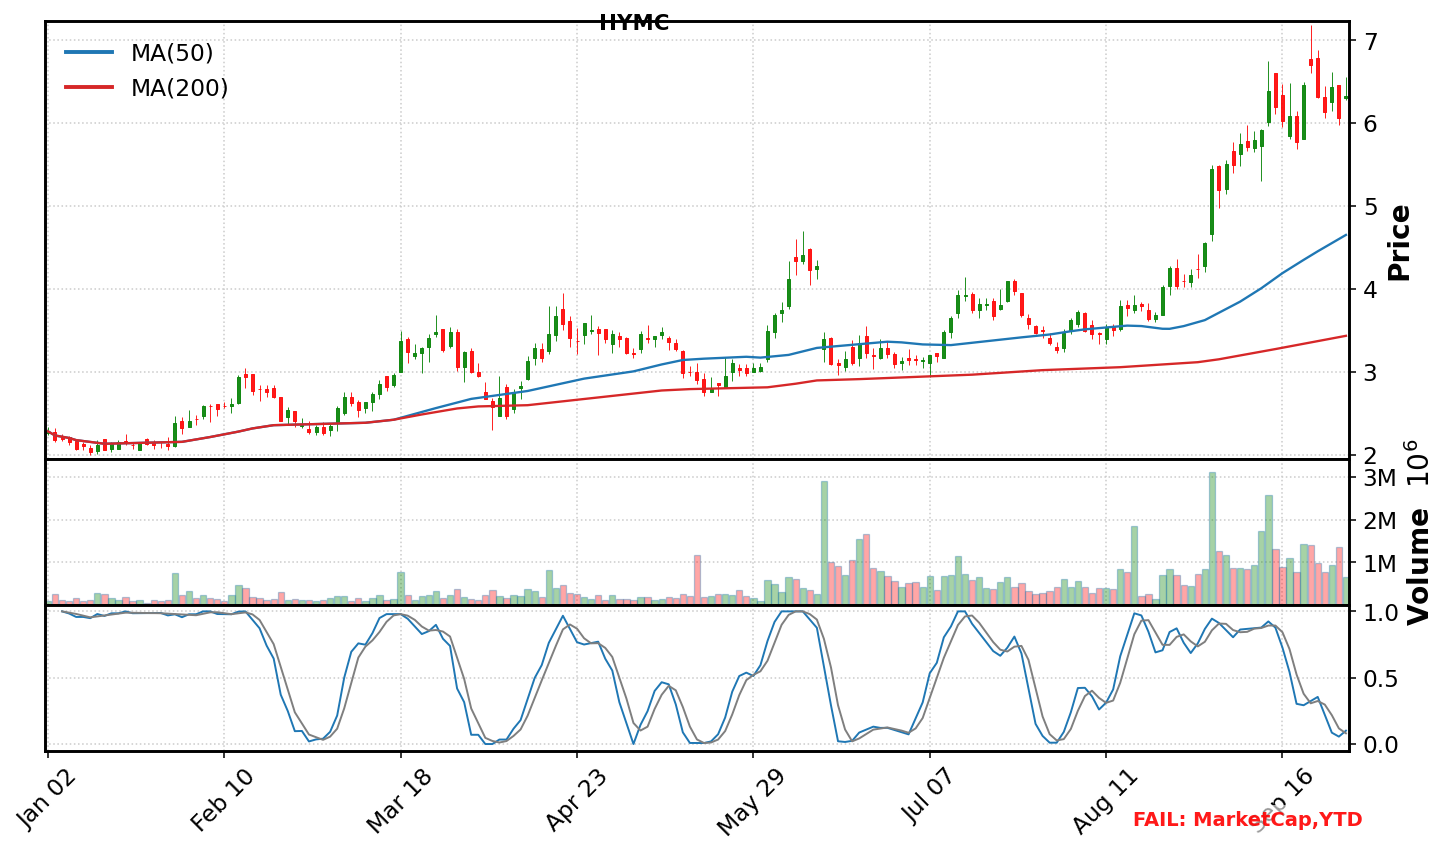 HYMC
MA(50)
MA(200)
7
6
5
4
3
2
Price
3M
2M
1M
Volume 10⁶
1.0
0.5
0.0
Jan 02
Feb 10
Mar 18
Apr 23
May 29
Jul 07
Aug 11
Sep 16
FAIL: MarketCap,YTD